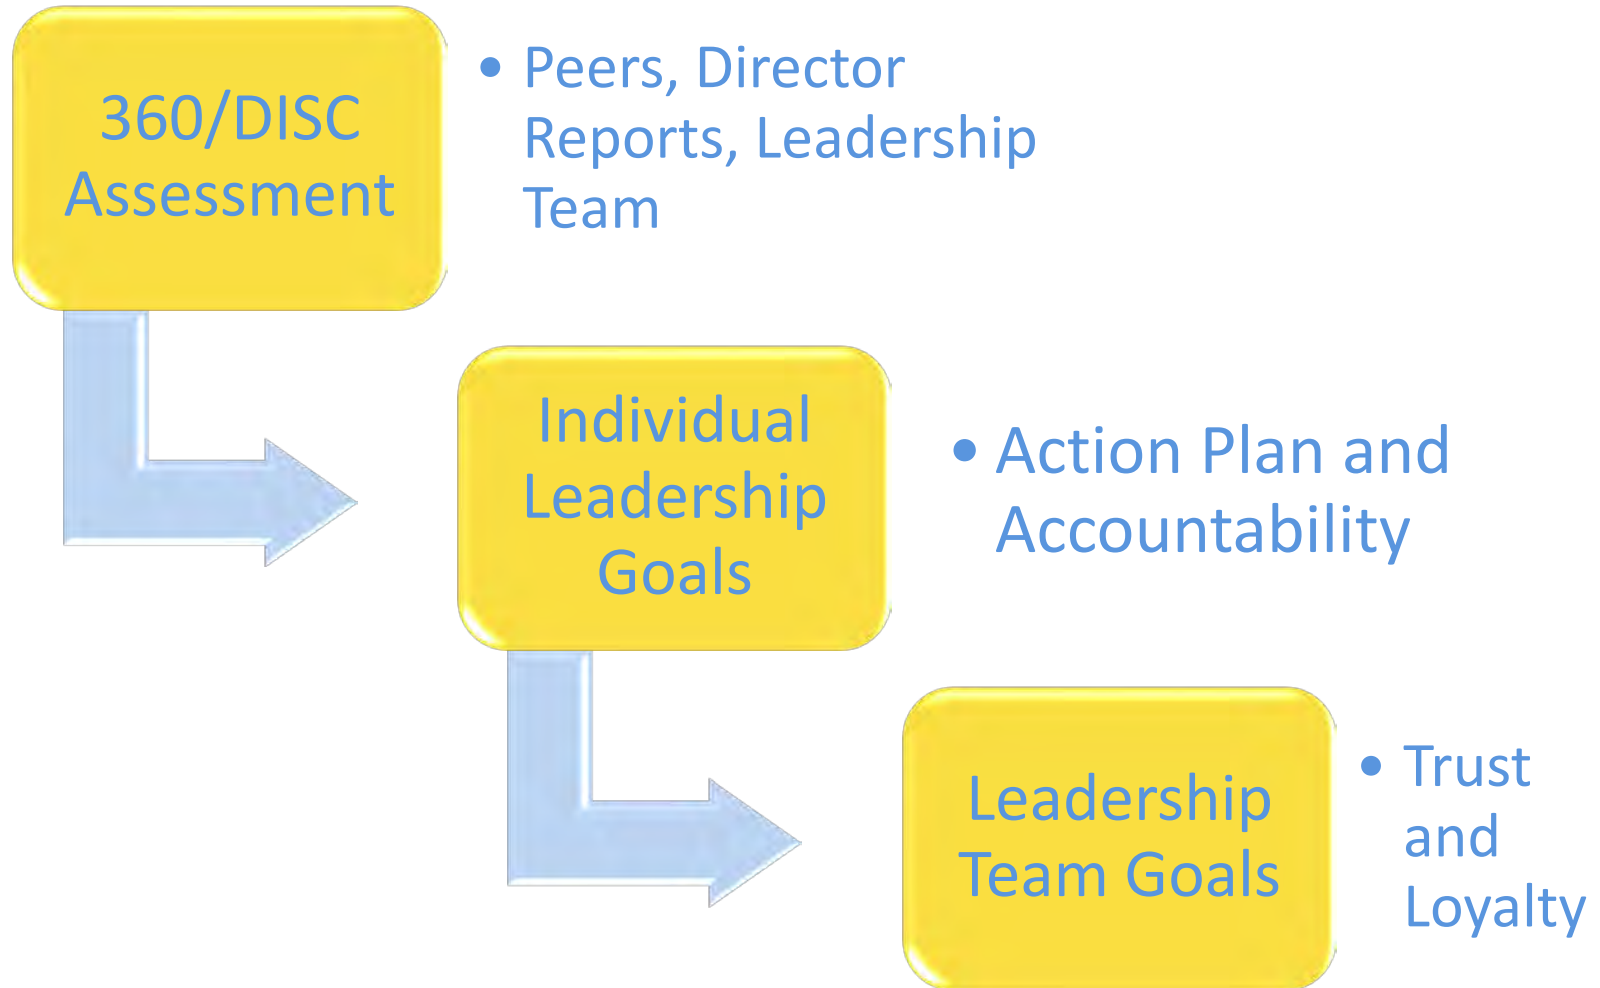 360/DISC
Assessment
• Peers, Director
Reports, Leadership
Team
Individual
Leadership
Goals
• Action Plan and
Accountability
Leadership
Team Goals
• Trust
and
Loyalty